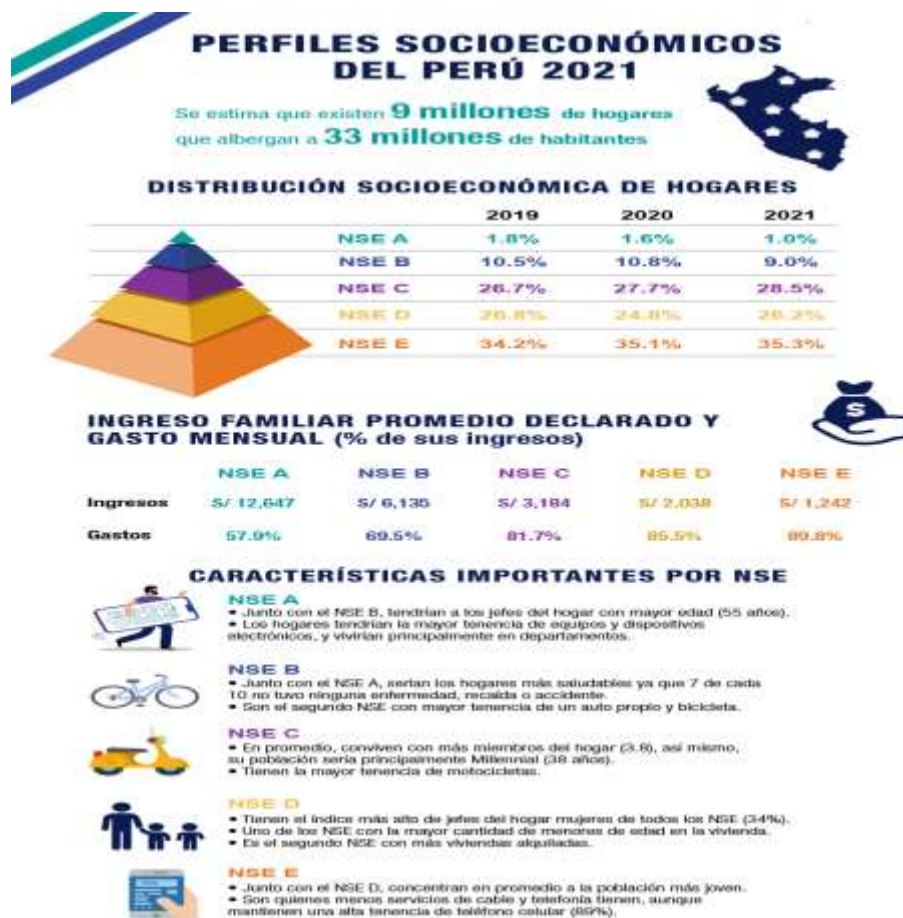 PERFILES SOCIOECONÓMICOS
DEL PERÚ 2021
Se estima que existen 9 millones de hogares
que albergan a 33 millones de habitantes
DISTRIBUCIÓN SOCIOECONÓMICA DE HOGARES
2019 2020 2021
NSE A 1.8% 1.6% 1.0%
NSE B 10.5% 10.8% 9.0%
NSE C 26.7% 27.7% 28.5%
NSE D 26.8% 24.8% 26.2%
NSE E 34.2% 35.1% 35.3%
INGRESO FAMILIAR PROMEDIO DECLARADO Y
GASTO MENSUAL (% de sus ingresos)
$
NSE A NSE B NSE C NSE D NSE E
Ingresos S/ 12,647 S/ 6,135 S/ 3,184 S/ 2,038 S/ 1,242
Gastos 57.9% 69.5% 81.7% 85.5% 89.8%
CARACTERÍSTICAS IMPORTANTES POR NSE
NSE A
• Junto con el NSE B, tendrían a los jefes del hogar con mayor edad (55 años).
• Los hogares tendrían la mayor tenencia de equipos y dispositivos
electrónicos, y vivirían principalmente en departamentos.
NSE B
• Junto con el NSE A, serían los hogares más saludables ya que 7 de cada
10 no tuvo ninguna enfermedad, recaída o accidente.
• Son el segundo NSE con mayor tenencia de un auto propio y bicicleta.
NSE C
• En promedio, conviven con más miembros del hogar (3.8), así mismo,
su población sería principalmente Millennial (38 años).
• Tienen la mayor tenencia de motocicletas.
NSE D
• Tienen el índice más alto de jefes del hogar mujeres de todos los NSE (34%).
• Uno de los NSE con la mayor cantidad de menores de edad en la vivienda.
• Es el segundo NSE con más viviendas alquiladas.
NSE E
• Junto con el NSE D, concentran en promedio a la población más joven.
• Son quienes menos servicios de cable y telefonía tienen, aunque
mantienen una alta tenencia de teléfono celular (89%).